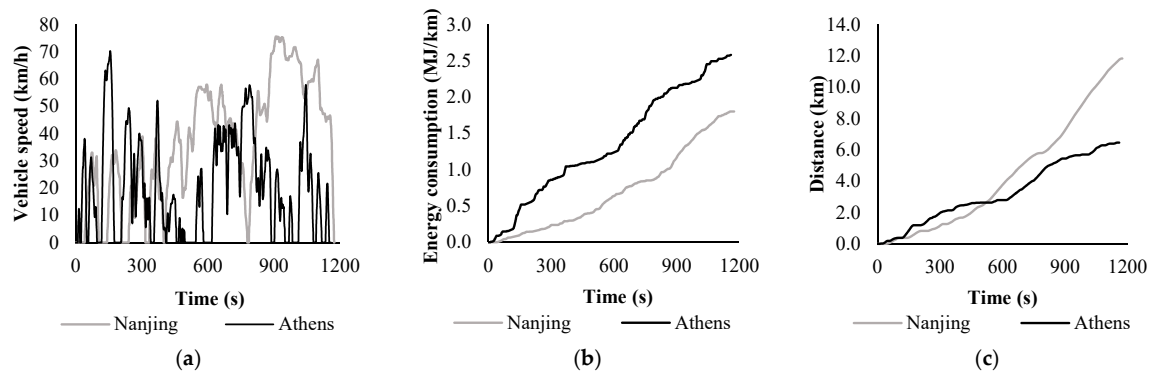 Vehicle speed (km/h)
80
70
60
50
40
30
20
10
0
0 300 600 900 1200
Time (s)
Nanjing Athens
(a)
Energy consumption (MJ/km)
3.0
2.5
2.0
1.5
1.0
0.5
0.0
0 300 600 900 1200
Time (s)
Nanjing Athens
(b)
Distance (km)
14.0
12.0
10.0
8.0
6.0
4.0
2.0
0.0
0 300 600 900 1200
Time (s)
Nanjing Athens
(c)